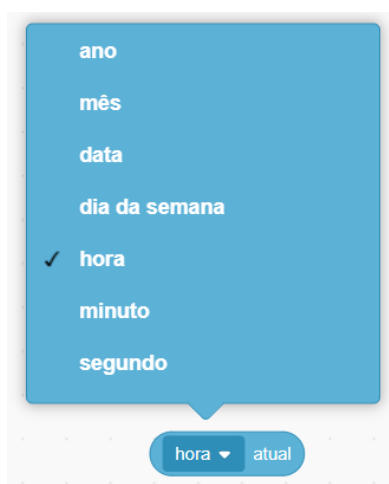 ano
mês
data
dia da semana
hora
minuto
segundo
hora atual